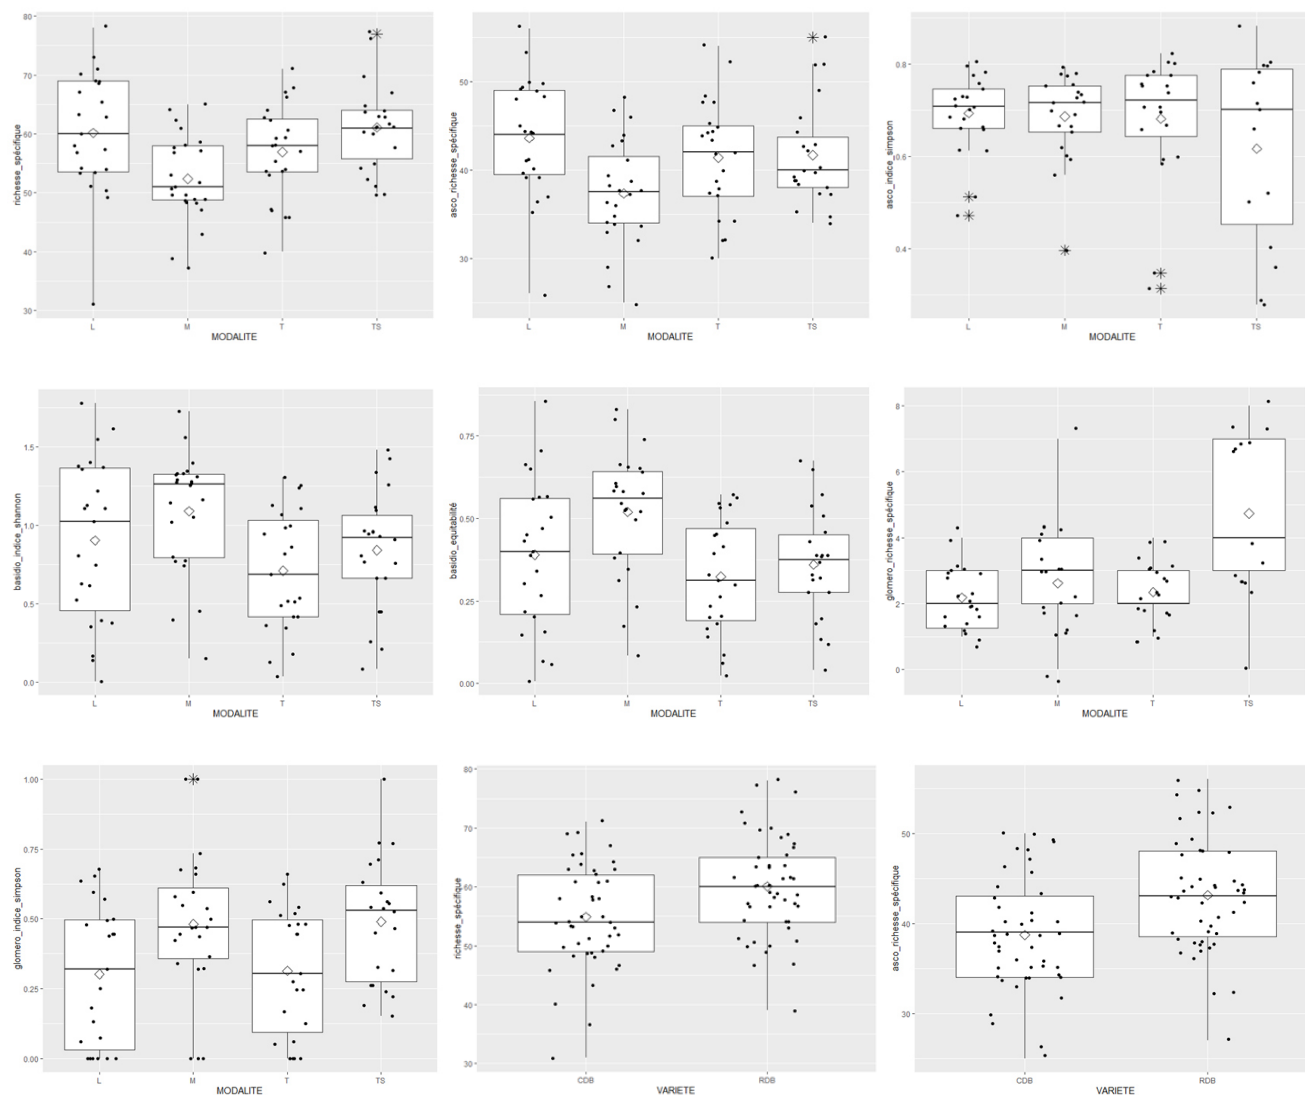 richesse_spécifique
80
70
60
50
40
30
L M T TS
MODALITE
asco_richesse_spécifique
50
40
30
L M T TS
MODALITE
asco_indice_simpson
0.8
0.6
0.4
L M T TS
MODALITE
basidio_indice_shannon
1.5
1.0
0.5
0.0
L M T TS
MODALITE
basidio_equitabilité
0.75
0.50
0.25
0.00
L M T TS
MODALITE
glomero_richesse_spécifique
8
6
4
2
0
L M T TS
MODALITE
glomero_indice_simpson
1.00
0.75
0.50
0.25
0.00
L M T TS
MODALITE
richesse_spécifique
80
70
60
50
40
30
CDB RDB
VARIETE
asco_richesse_spécifique
50
40
30
CDB RDB
VARIETE